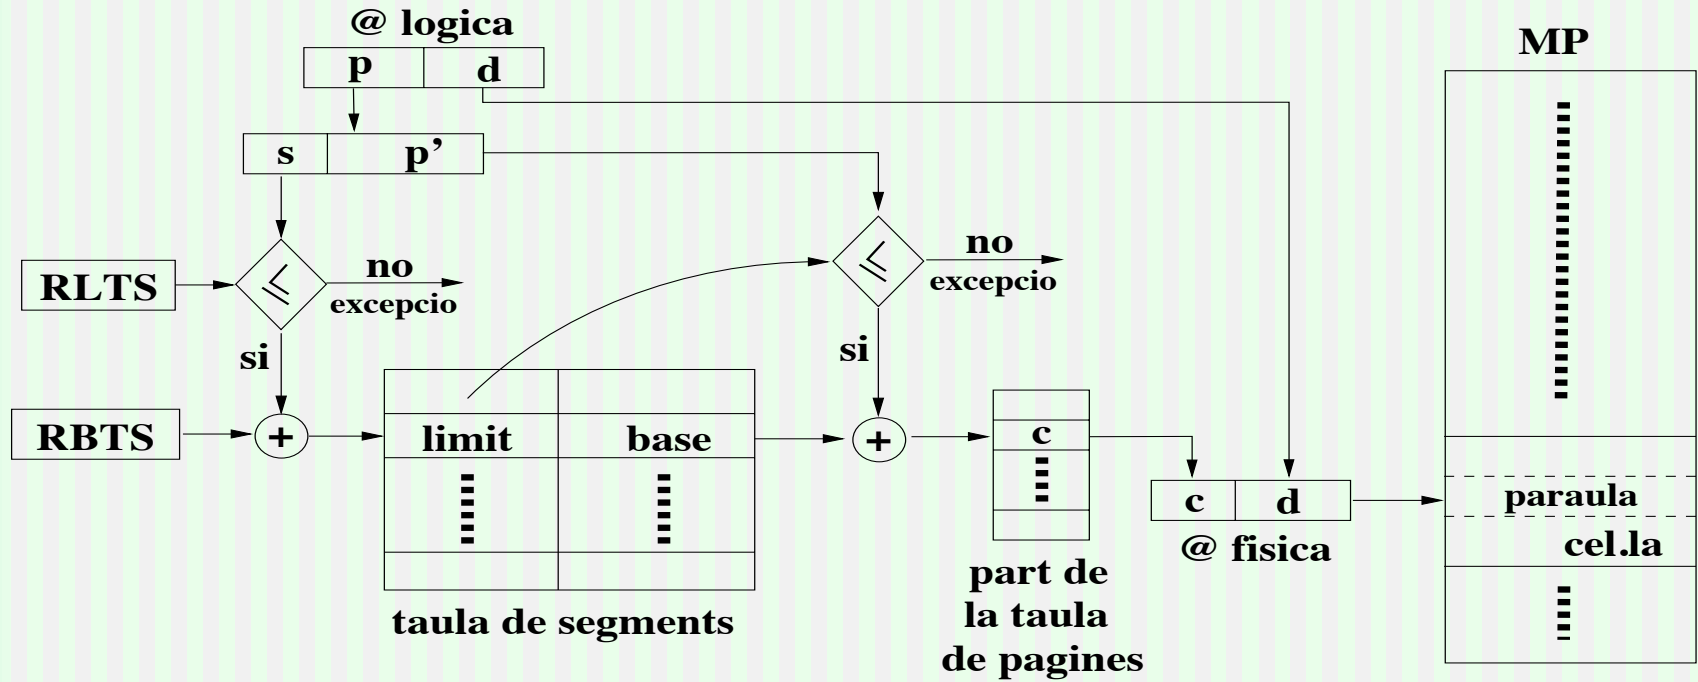 @ logica
MP
p
d
s
p’
no
excepcio
no
excepcio
RLTS
≤
≤
si
si
RBTS
+
limit
base
+
c
c
d
paraula
cel.la
@ fisica
taula de segments
part de
la taula
de pagines